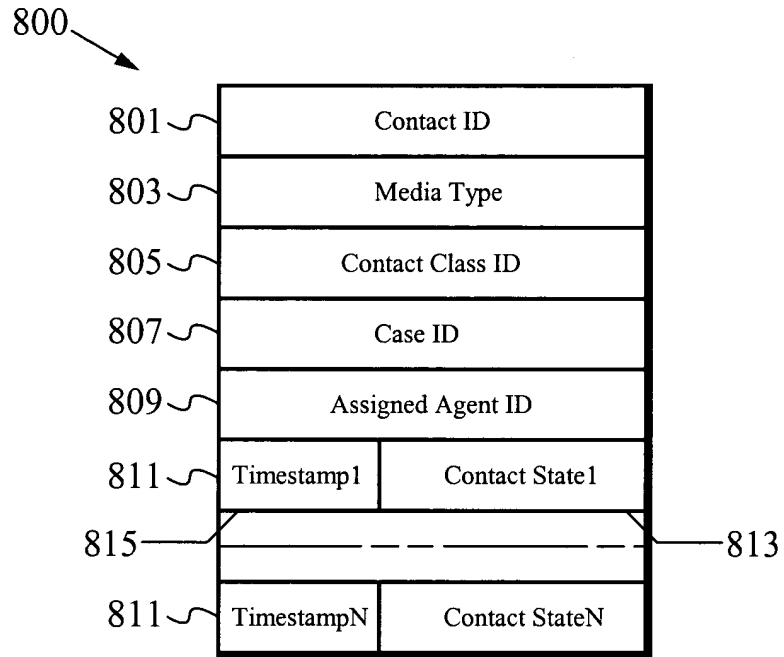 800
801 Contact ID
803 Media Type
805 Contact Class ID
807 Case ID
809 Assigned Agent ID
811 Timestamp1 Contact State1
815 813
811 TimestampN Contact StateN